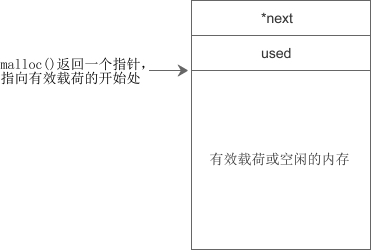 *next
used
malloc()返回一个指针，
指向有效载荷的开始处
有效载荷或空闲的内存